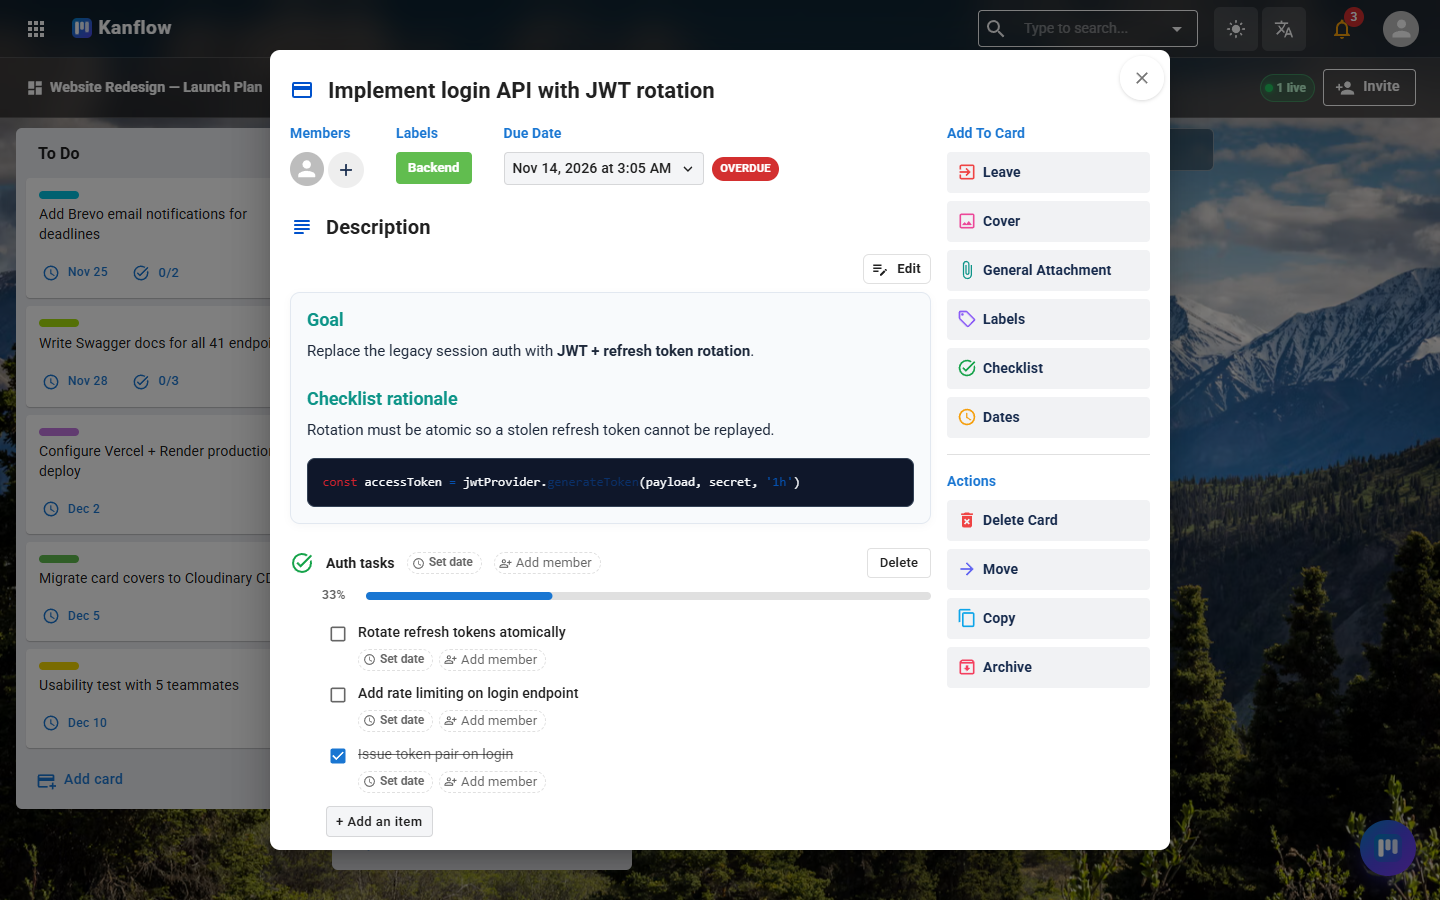 Kanflow
Type to search...
3
Website Redesign — Launch Plan
1 live
Invite
To Do
Add Brevo email notifications for
deadlines
Nov 25
0/2
Write Swagger docs for all 41 endpoi
Nov 28
0/3
Configure Vercel + Render production
deploy
Dec 2
Migrate card covers to Cloudinary CD
Dec 5
Usability test with 5 teammates
Dec 10
Add card
Implement login API with JWT rotation
Members
Labels
Due Date
Backend
Nov 14, 2026 at 3:05 AM
OVERDUE
Description
Edit
Goal
Replace the legacy session auth with JWT + refresh token rotation.
Checklist rationale
Rotation must be atomic so a stolen refresh token cannot be replayed.
const accessToken = jwtProvider.generateToken(payload, secret, '1h')
Auth tasks
Set date
Add member
Delete
33%
Rotate refresh tokens atomically
Set date
Add member
Add rate limiting on login endpoint
Set date
Add member
Issue token pair on login
Set date
Add member
+ Add an item
Add To Card
Leave
Cover
General Attachment
Labels
Checklist
Dates
Actions
Delete Card
Move
Copy
Archive